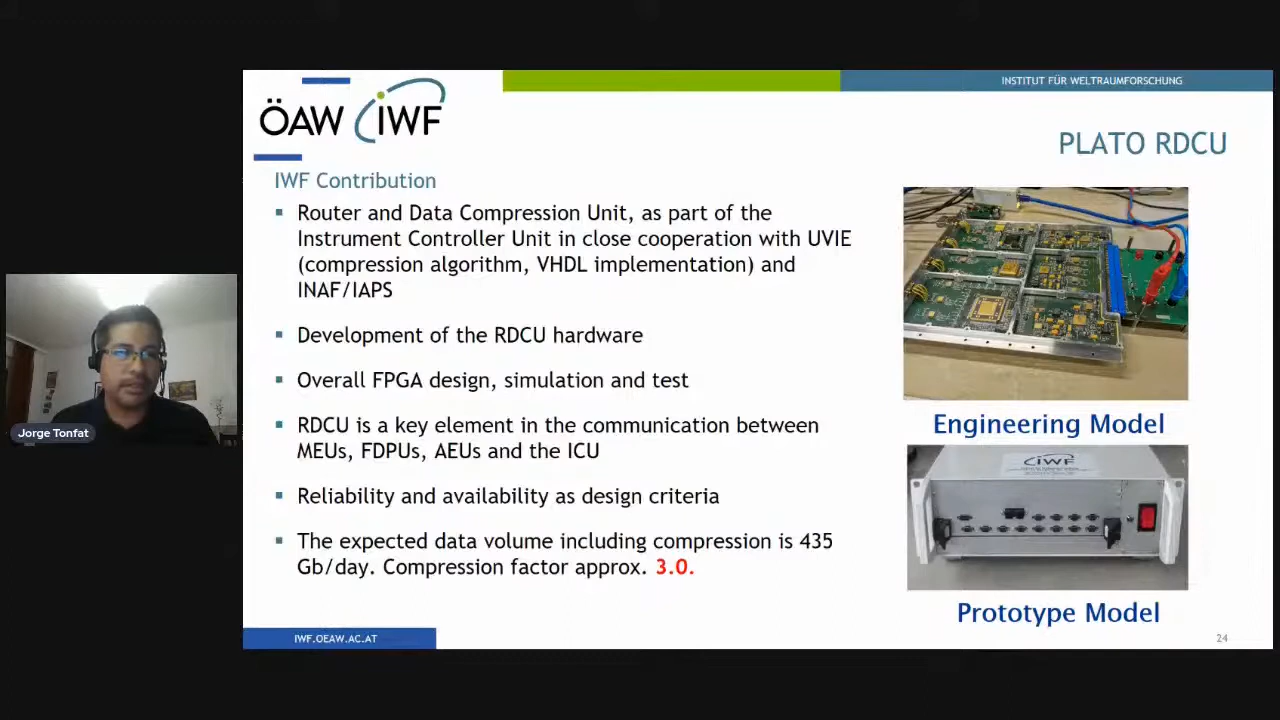 INSTITUT FÜR WELTRAUMFORSCHUNG
ÖAW IWF
PLATO RDCU
IWF Contribution
Router and Data Compression Unit, as part of the
Instrument Controller Unit in close cooperation with UVIE
(compression algorithm, VHDL implementation) and
INAF/IAPS
Development of the RDCU hardware
Overall FPGA design, simulation and test
RDCU is a key element in the communication between
MEUs, FDPUs, AEUs and the ICU
Reliability and availability as design criteria
The expected data volume including compression is 435
Gb/day. Compression factor approx. 3.0.
Engineering Model
IWF
Prototype Model
Jorge Tonfat
IWF.OEAW.AC.AT
24